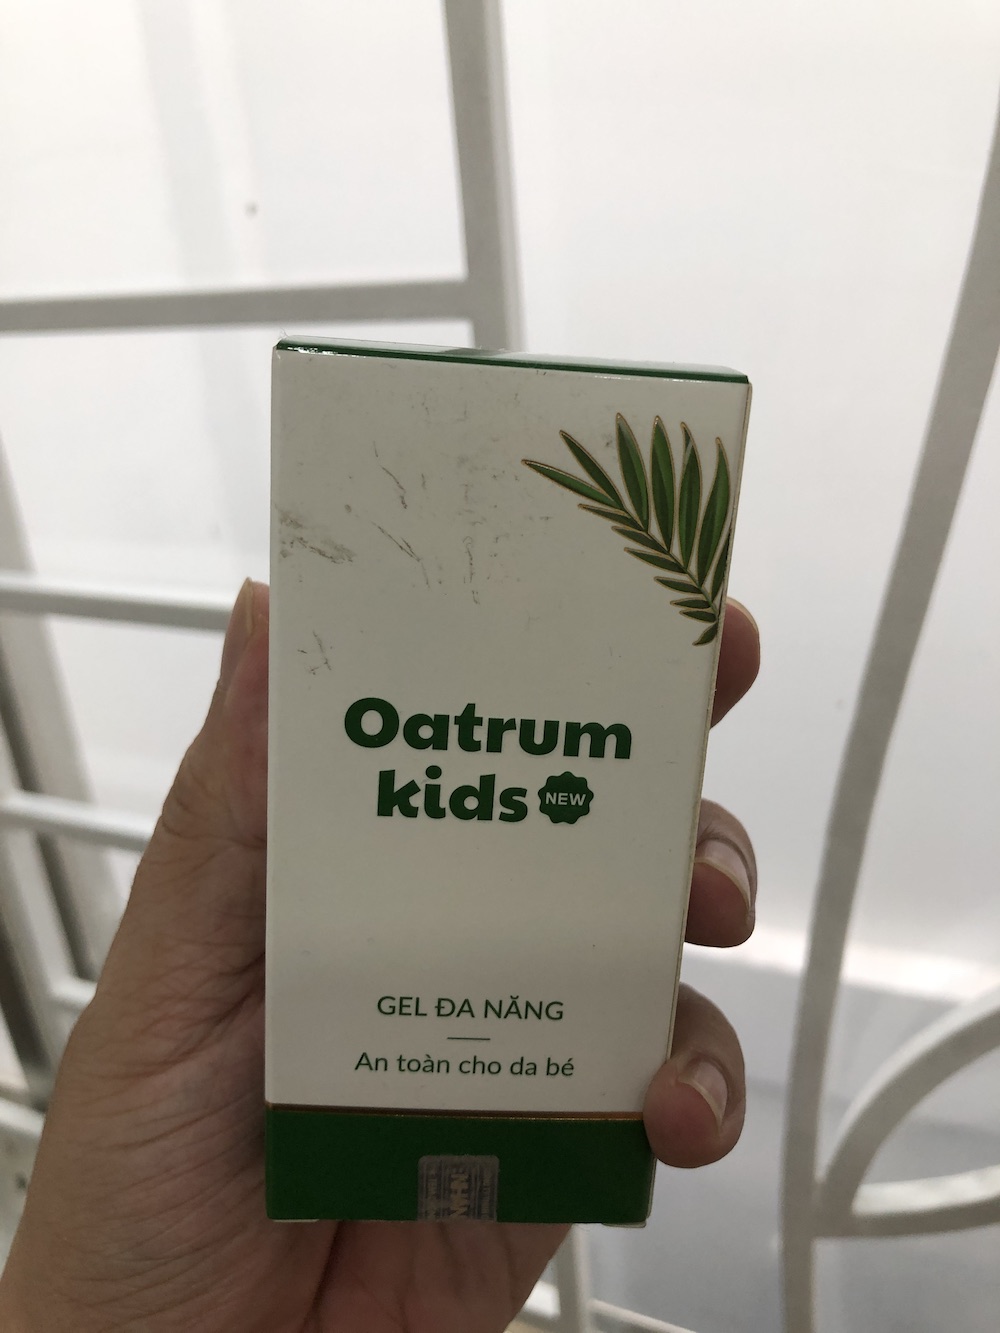 Oatrum
kids NEW
GEL ĐA NĂNG
An toàn cho da bé